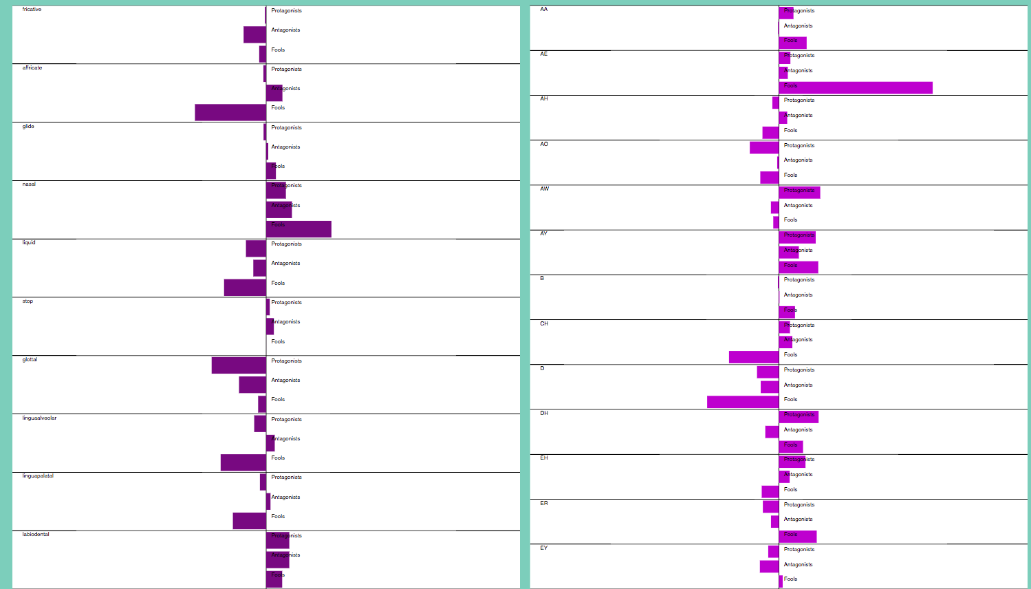 fricative
Protagonists
Antagonists
Fools
affricate
Protagonists
Antagonists
Fools
glide
Protagonists
Antagonists
Fools
nasal
Protagonists
Antagonists
Fools
liquid
Protagonists
Antagonists
Fools
stop
Protagonists
Antagonists
Fools
glottal
Protagonists
Antagonists
Fools
lingualveolar
Protagonists
Antagonists
Fools
linguapalatal
Protagonists
Antagonists
Fools
labiodental
Protagonists
Antagonists
Fools
AA
Protagonists
Antagonists
Fools
AE
Protagonists
Antagonists
Fools
AH
Protagonists
Antagonists
Fools
AO
Protagonists
Antagonists
Fools
AW
Protagonists
Antagonists
Fools
AY
Protagonists
Antagonists
Fools
B
Protagonists
Antagonists
Fools
CH
Protagonists
Antagonists
Fools
D
Protagonists
Antagonists
Fools
DH
Protagonists
Antagonists
Fools
EH
Protagonists
Antagonists
Fools
ER
Protagonists
Antagonists
Fools
EY
Protagonists
Antagonists
Fools